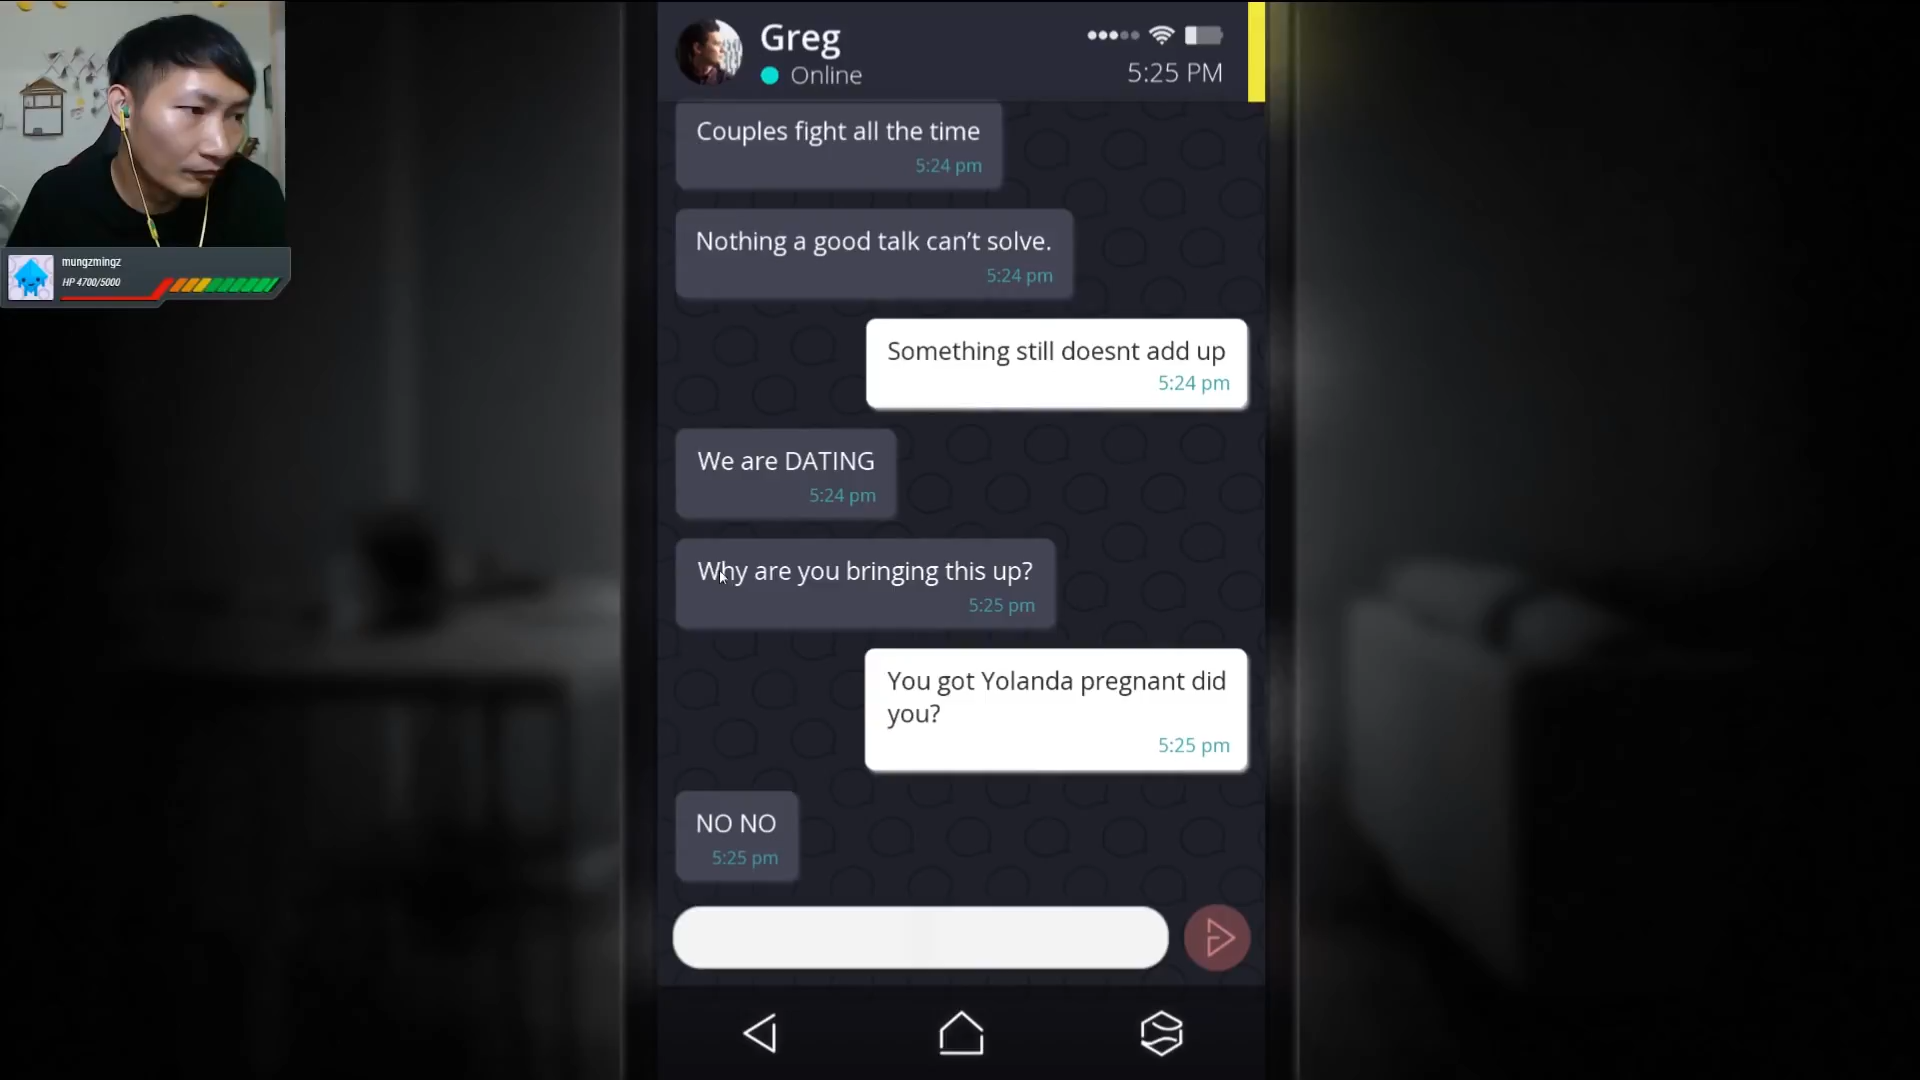 Greg
Online
5:25 PM
mungzmingz
HP 4700/5000
Couples fight all the time
5:24 pm
Nothing a good talk can’t solve.
5:24 pm
Something still doesnt add up
5:24 pm
We are DATING
5:24 pm
Why are you bringing this up?
5:25 pm
You got Yolanda pregnant did
you?
5:25 pm
NO NO
5:25 pm